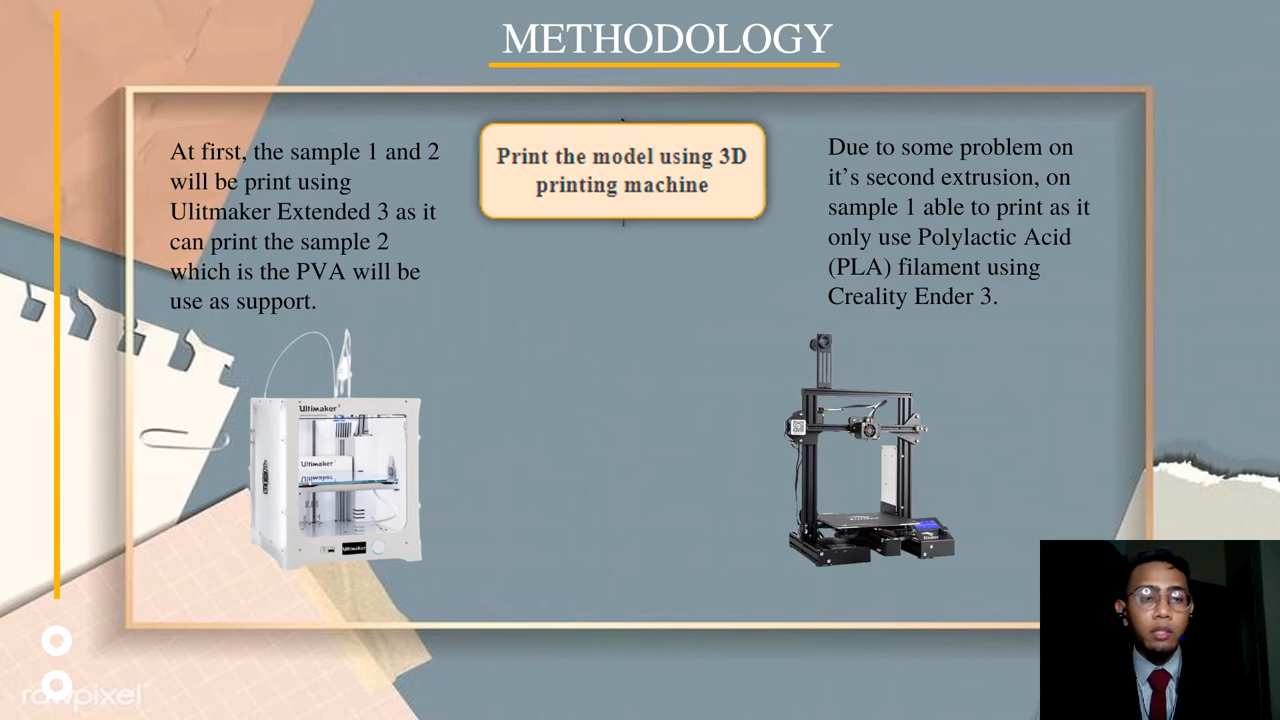 METHODOLOGY
At first, the sample 1 and 2
will be print using
Ulitmaker Extended 3 as it
can print the sample 2
which is the PVA will be
use as support.
Print the model using 3D
printing machine
Due to some problem on
it’s second extrusion, on
sample 1 able to print as it
only use Polylactic Acid
(PLA) filament using
Creality Ender 3.
Ultimaker
Ultimaker
Ultimaker
rawpixel